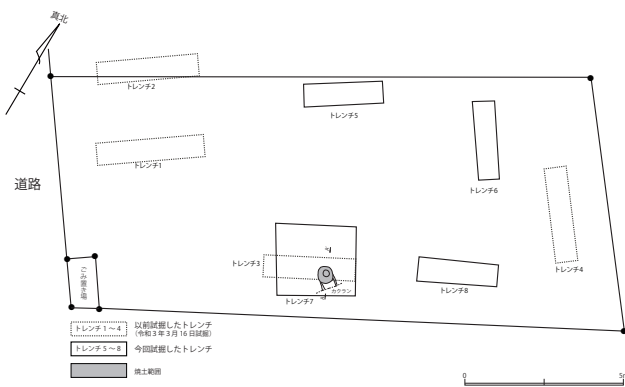 真北
トレンチ2
トレンチ5
トレンチ1
トレンチ6
道路
トレンチ4
トレンチ3
ごみ置き場
カクラン
トレンチ8
トレンチ7
トレンチ1～4
以前試掘したトレンチ
(令和3年3月16日試掘)
トレンチ5～8
今回試掘したトレンチ
焼土範囲
0
5m